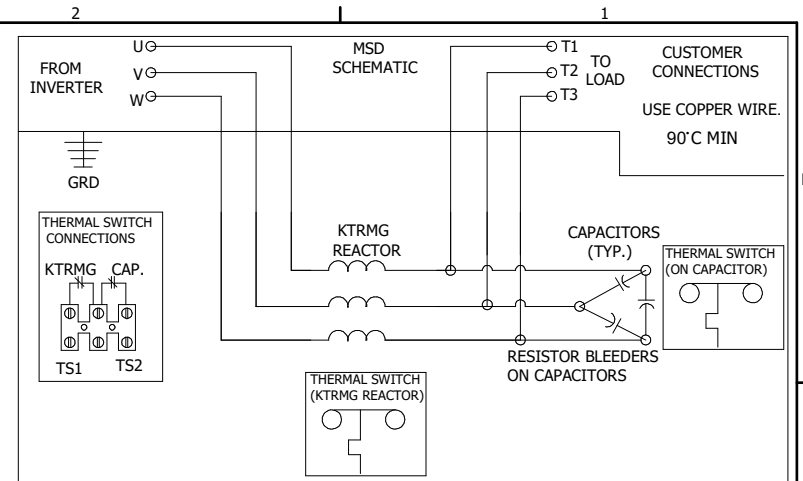 2
1
FROM
INVERTER
U
V
W
MSD
SCHEMATIC
T1
T2
T3
TO
LOAD
CUSTOMER
CONNECTIONS
USE COPPER WIRE.
90°C MIN
GRD
THERMAL SWITCH
CONNECTIONS
KTRMG CAP.
TS1 TS2
KTRMG
REACTOR
CAPACITORS
(TYP.)
THERMAL SWITCH
(ON CAPACITOR)
RESISTOR BLEEDERS
ON CAPACITORS
THERMAL SWITCH
(KTRMG REACTOR)